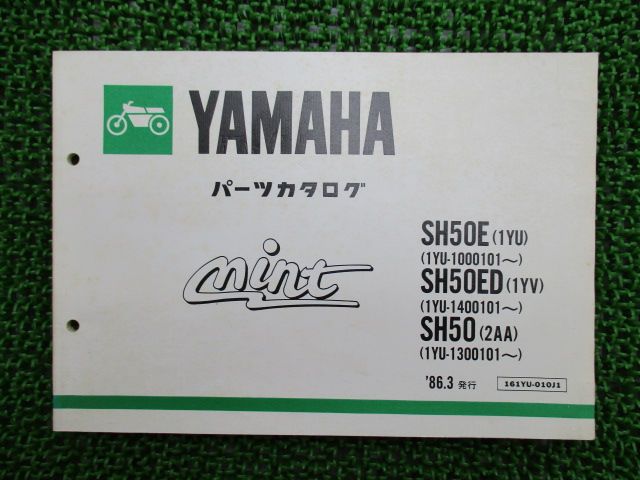 YAMAHA
パーツカタログ
mint
SH50E(1YU)
(1YU-1000101～)
SH50ED(1YV)
(1YU-1400101～)
SH50(2AA)
(1YU-1300101～)
'86.3 発行
161YU-010J1